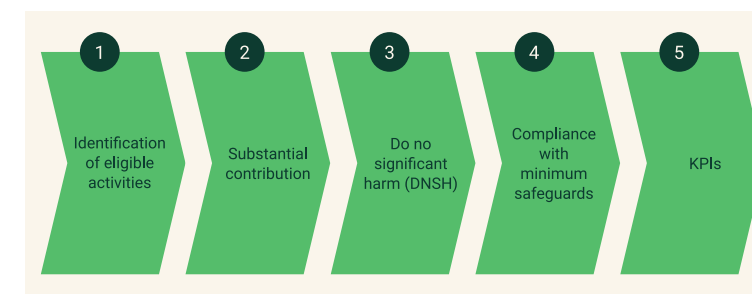 1
Identification
of eligible
activities
2
Substantial
contribution
3
Do no
significant
harm (DNSH)
4
Compliance
with
minimum
safeguards
5
KPIs